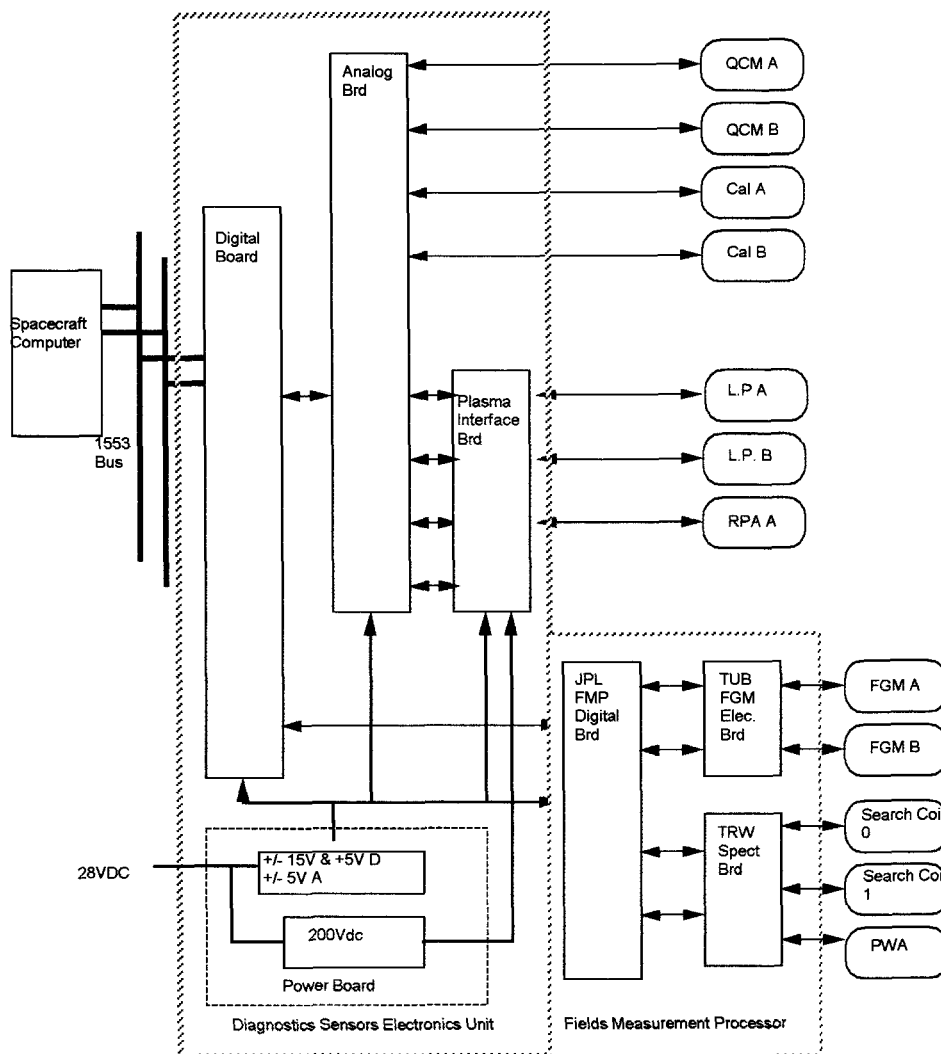 Analog
Brd
QCM A
QCM B
Cal A
Cal B
Digital
Board
Spacecraft
Computer
1553
Bus
Plasma
Interface
Brd
L.P A
L.P. B
RPA A
JPL
FMP
Digital
Brd
TUB
FGM
Elec.
Brd
FGM A
FGM B
TRW
Spect
Brd
Search Coi
0
Search Coi
1
PWA
28VDC
+/- 15V & +5V D
+/- 5V A
200Vdc
Power Board
Diagnostics Sensors Electronics Unit
Fields Measurement Processor